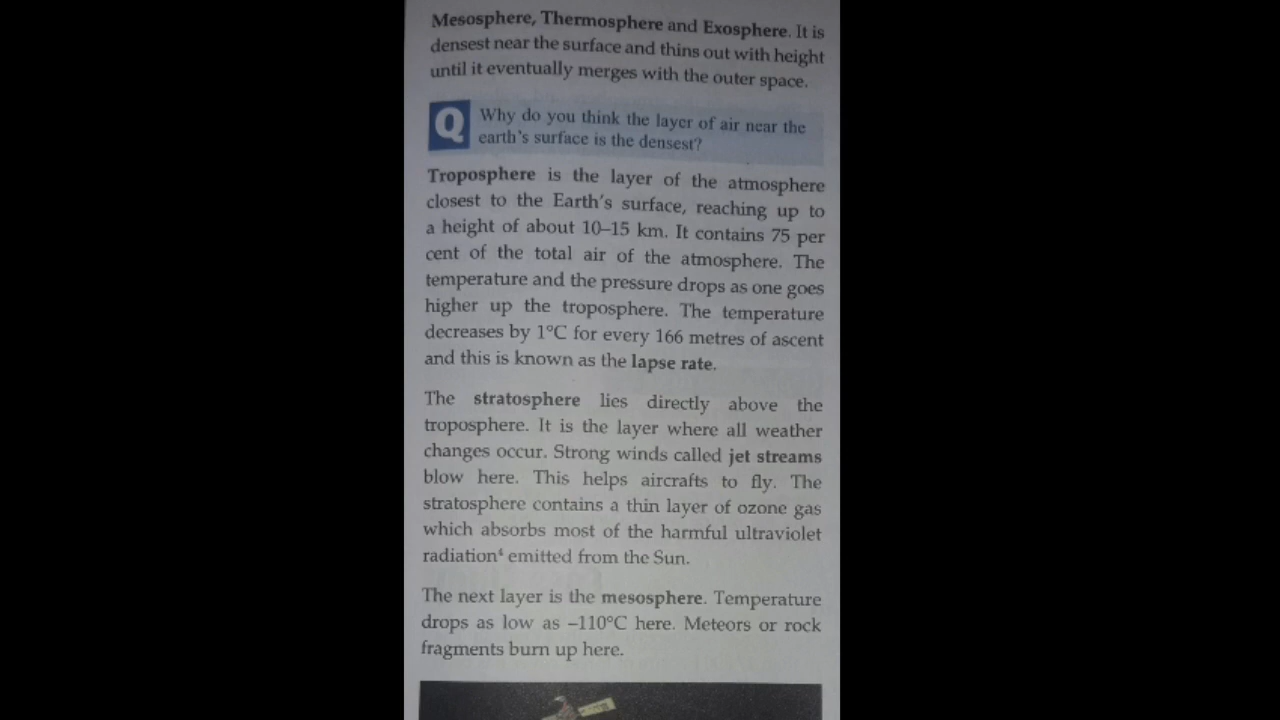 Mesosphere, Thermosphere and Exosphere. It is
densest near the surface and thins out with height
until it eventually merges with the outer space.
Q Why do you think the layer of air near the
earth's surface is the densest?
Troposphere is the layer of the atmosphere
closest to the Earth's surface, reaching up to
a height of about 10–15 km. It contains 75 per
cent of the total air of the atmosphere. The
temperature and the pressure drops as one goes
higher up the troposphere. The temperature
decreases by 1°C for every 166 metres of ascent
and this is known as the lapse rate.
The stratosphere lies directly above the
troposphere. It is the layer where all weather
changes occur. Strong winds called jet streams
blow here. This helps aircrafts to fly. The
stratosphere contains a thin layer of ozone gas
which absorbs most of the harmful ultraviolet
radiation⁴ emitted from the Sun.
The next layer is the mesosphere. Temperature
drops as low as –110°C here. Meteors or rock
fragments burn up here.